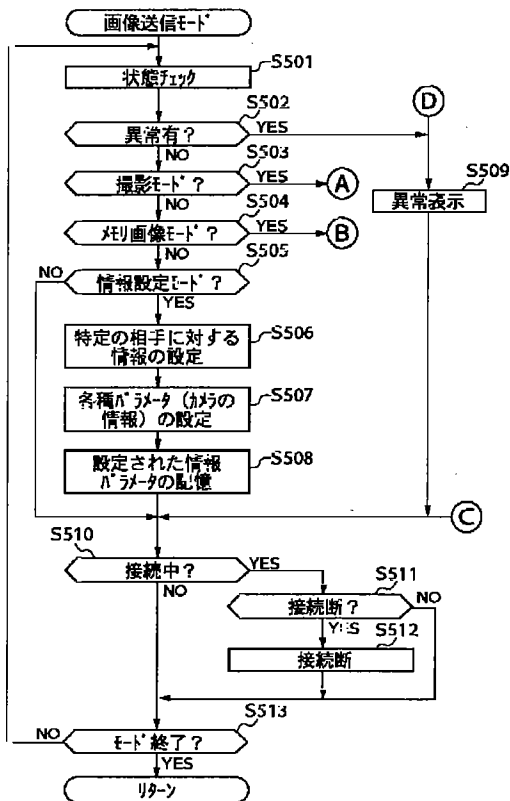 画像送信ﾓｰﾄﾞ
S501
状態ﾁｪｯｸ
S502
異常有?
YES
D
NO
S503
撮影ﾓｰﾄﾞ?
YES
A
S509
異常表示
NO
S504
ﾒﾓﾘ画像ﾓｰﾄﾞ?
YES
B
NO
S505
NO
情報設定ﾓｰﾄﾞ?
YES
S506
特定の相手に対する
情報の設定
S507
各種ﾊﾟﾗﾒｰﾀ(ｶﾒﾗの
情報)の設定
S508
設定された情報
ﾊﾟﾗﾒｰﾀの記憶
C
S510
接続中?
YES
NO
S511
接続断?
NO
YES
S512
接続断
S513
NO
ﾓｰﾄﾞ終了?
YES
ﾘﾀｰﾝ